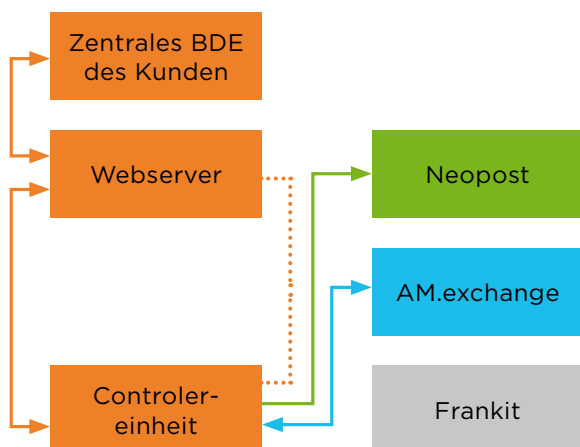 Zentrales BDE
des Kunden
Webserver
Neopost
AM.exchange
Controler-
einheit
Frankit